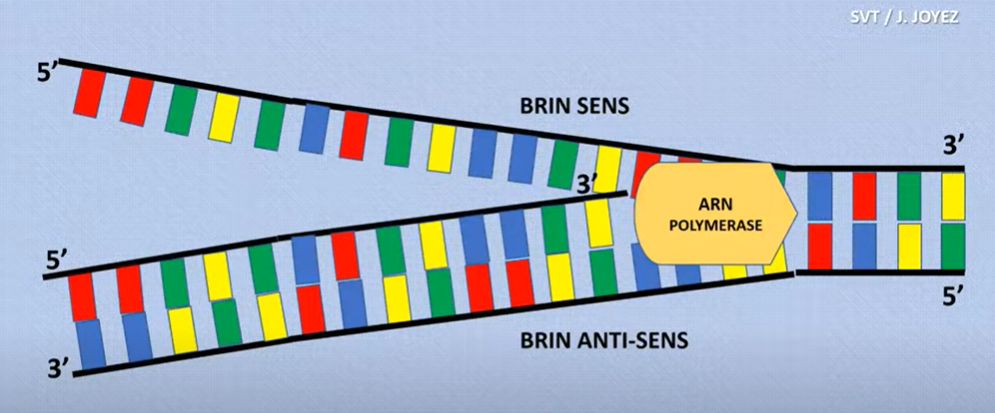 SVT / J. JOYEZ
5’
BRIN SENS
3’
3’
ARN
POLYMERASE
5’
5’
BRIN ANTI-SENS
3’